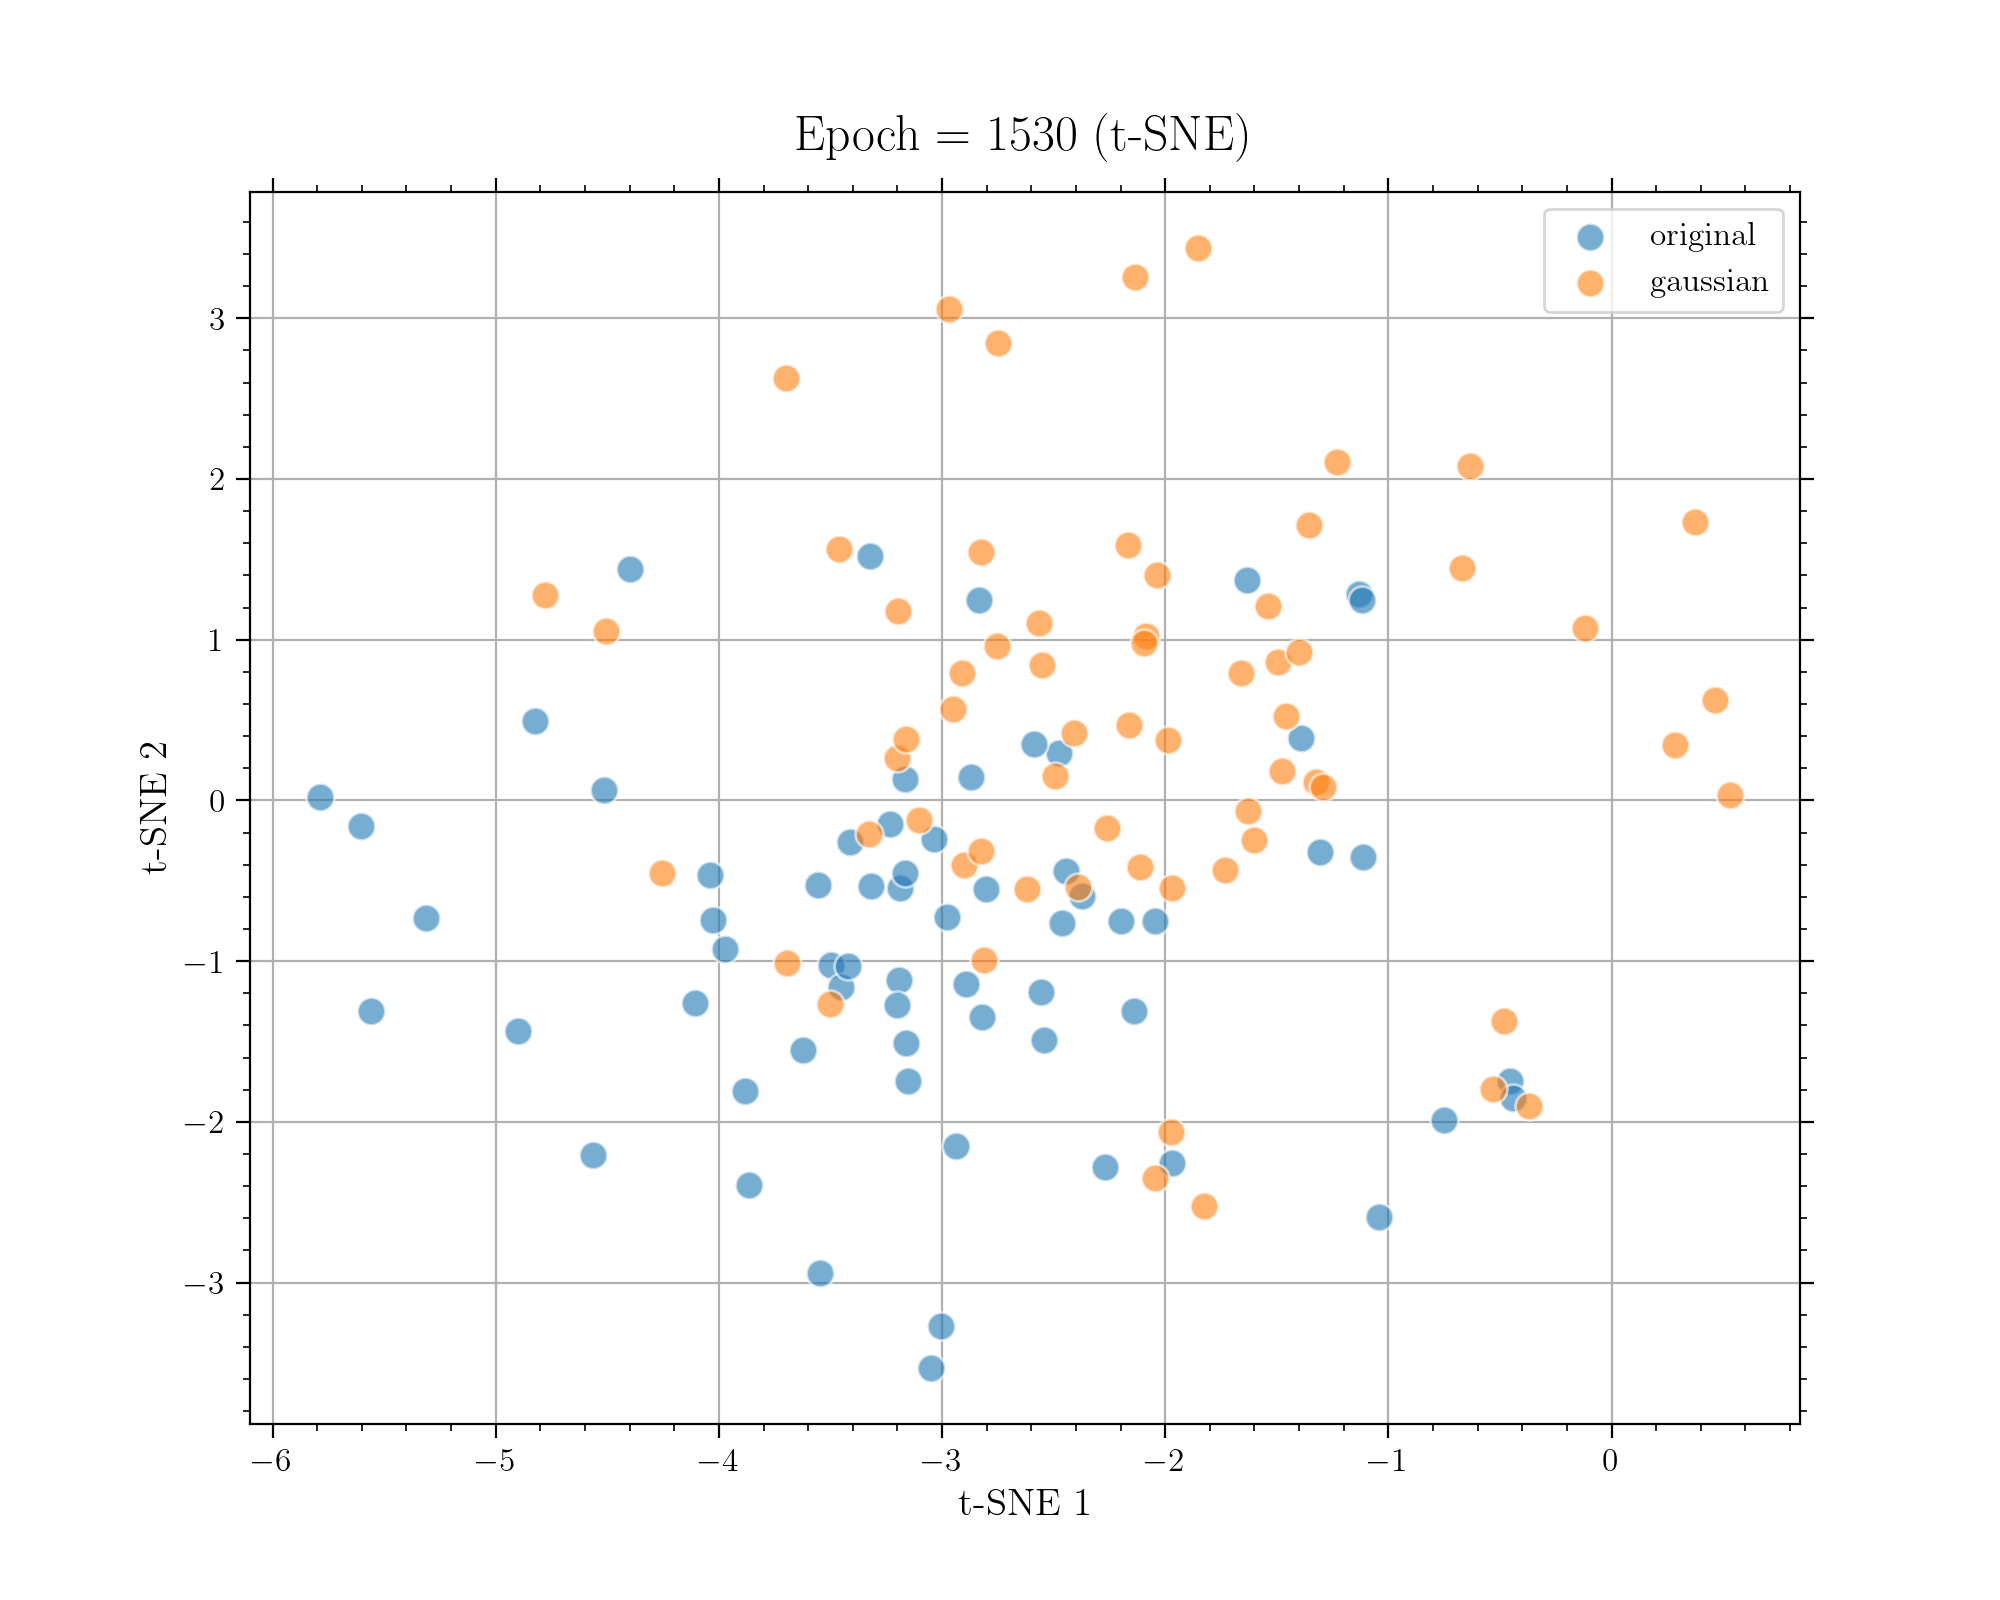 Epoch = 1530 (t-SNE)
original
gaussian
3
2
1
0
−1
−2
−3
t-SNE 2
−6
−5
−4
−3
−2
−1
0
t-SNE 1